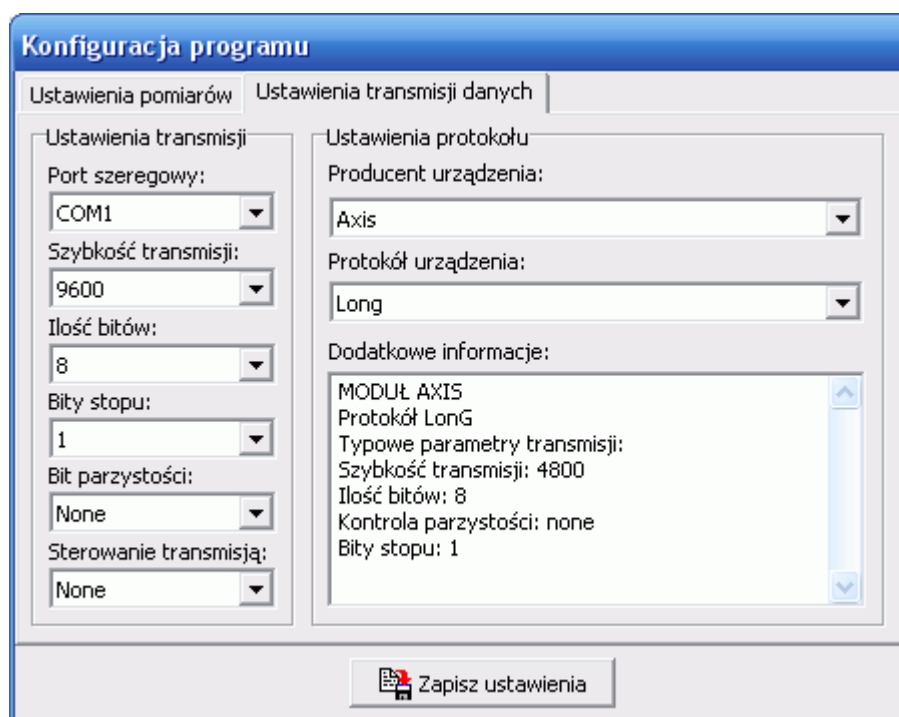 Konfiguracja programu
Ustawienia pomiarów
Ustawienia transmisji danych
Ustawienia transmisji
Port szeregowy:
COM1
Szybkość transmisji:
9600
Ilość bitów:
8
Bity stopu:
1
Bit parzystości:
None
Sterowanie transmisją:
None
Ustawienia protokołu
Producent urządzenia:
Axis
Protokół urządzenia:
Long
Dodatkowe informacje:
MODUŁ AXIS
Protokół LonG
Typowe parametry transmisji:
Szybkość transmisji: 4800
Ilość bitów: 8
Kontrola parzystości: none
Bity stopu: 1
Zapisz ustawienia